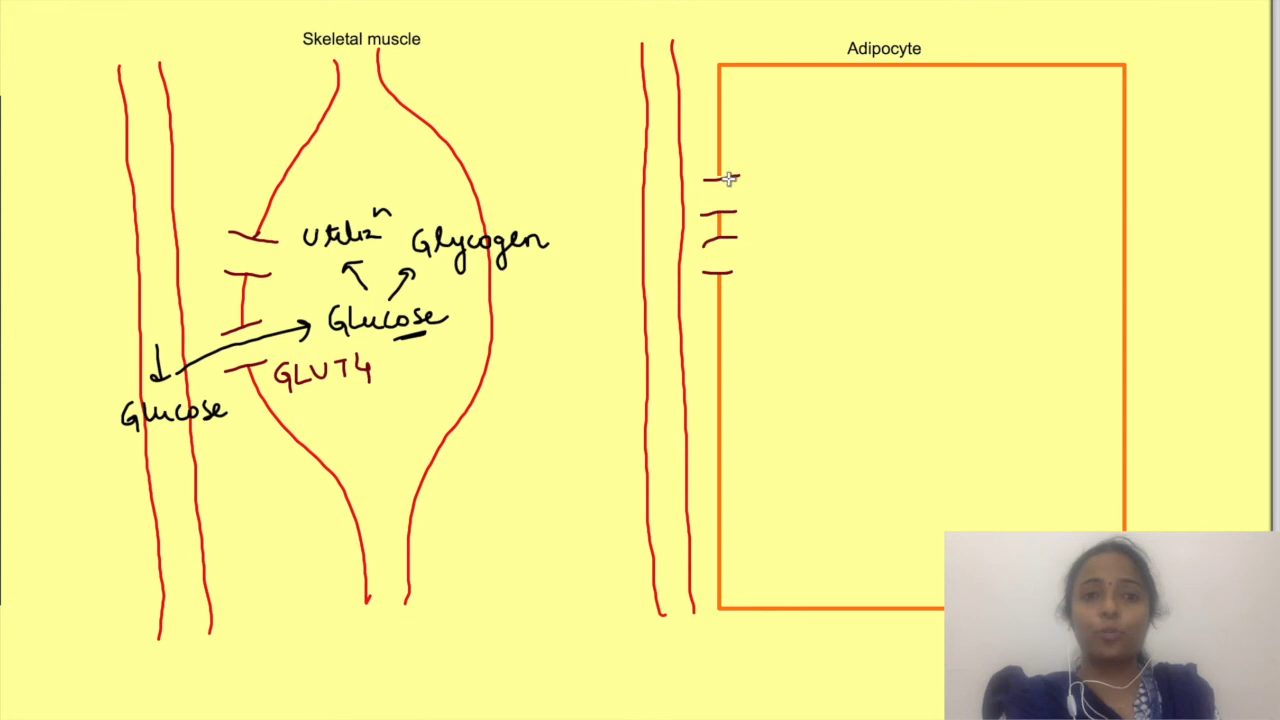 Skeletal muscle
Adipocyte
Utilizⁿ
Glycogen
Glucose
GLUT4
Glucose